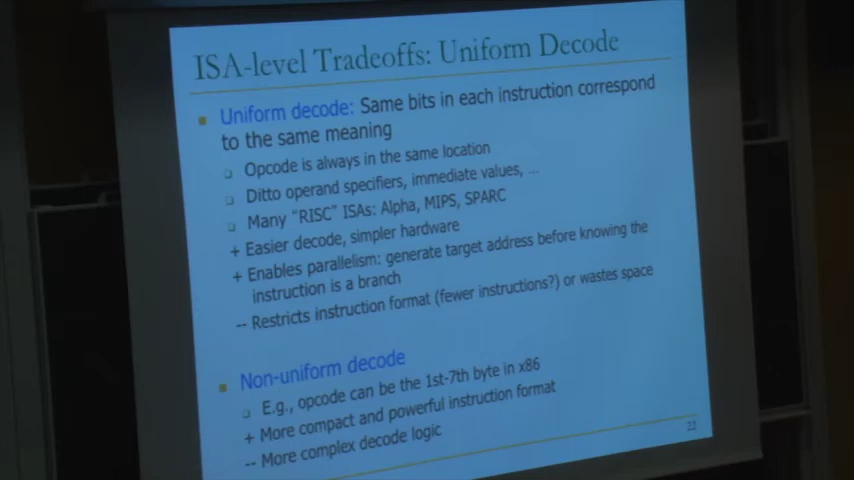 ISA-level Tradeoffs: Uniform Decode
Uniform decode: Same bits in each instruction correspond
to the same meaning
Opcode is always in the same location
Ditto operand specifiers, immediate values, ...
Many “RISC” ISAs: Alpha, MIPS, SPARC
+ Easier decode, simpler hardware
+ Enables parallelism: generate target address before knowing the
instruction is a branch
-- Restricts instruction format (fewer instructions?) or wastes space
Non-uniform decode
E.g., opcode can be the 1st-7th byte in x86
+ More compact and powerful instruction format
-- More complex decode logic
22